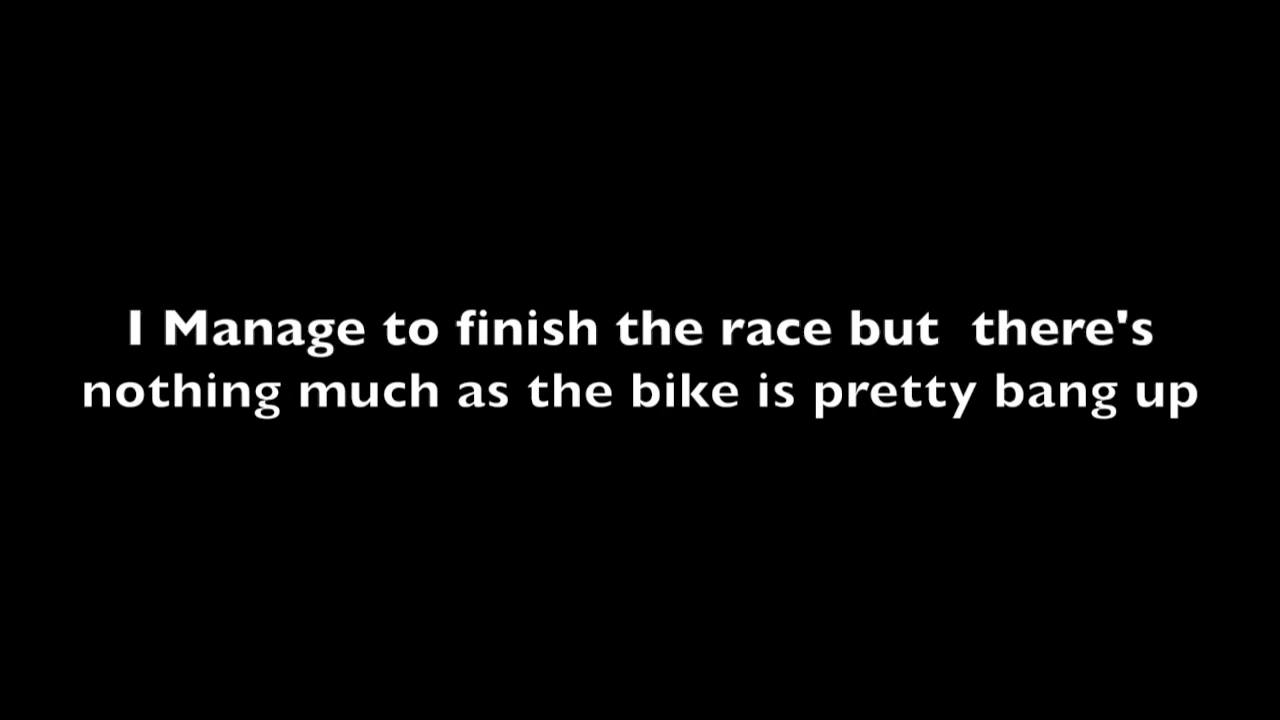 I Manage to finish the race but  there's
nothing much as the bike is pretty bang up